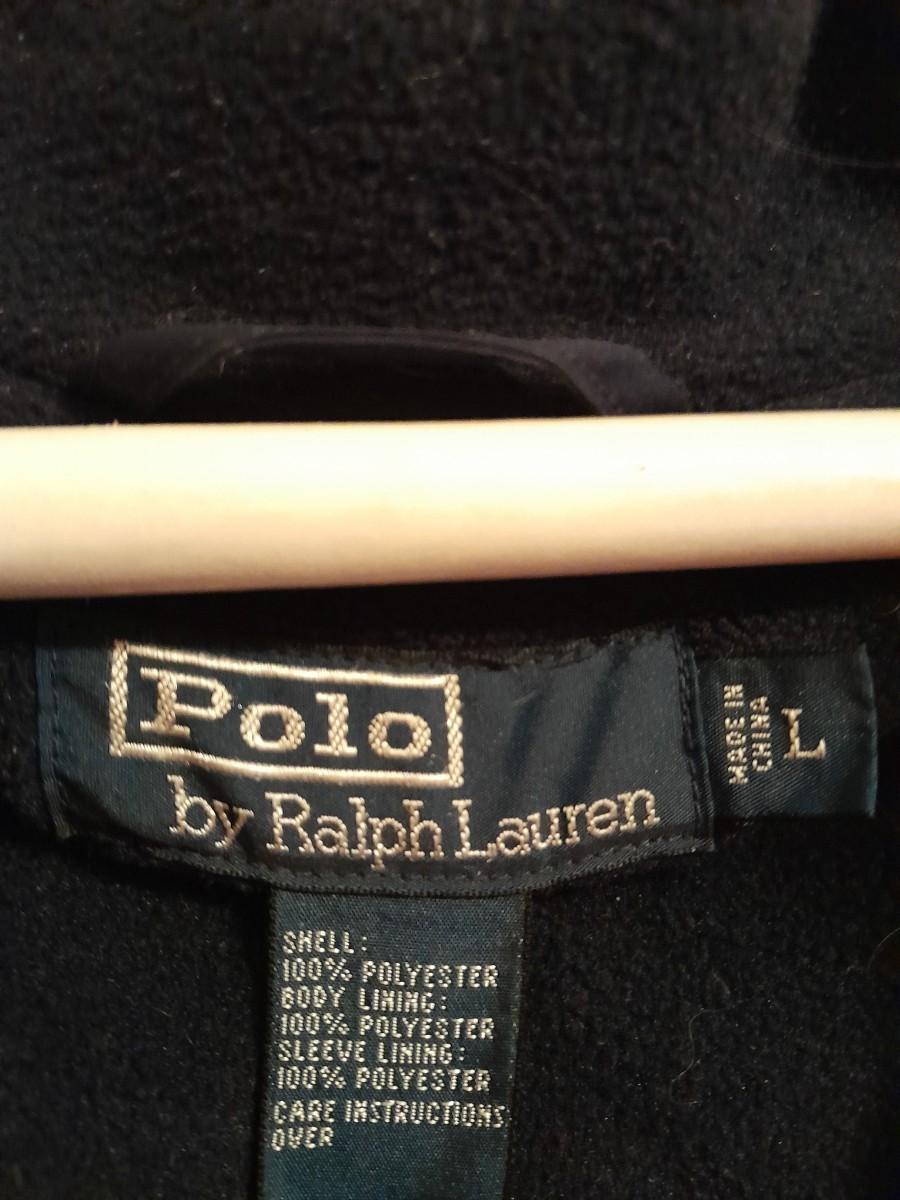 Polo
by Ralph Lauren
MADE IN
CHINA
L
SHELL:
100% POLYESTER
BODY LINING:
100% POLYESTER
SLEEVE LINING:
100% POLYESTER
CARE INSTRUCTIONS
OVER